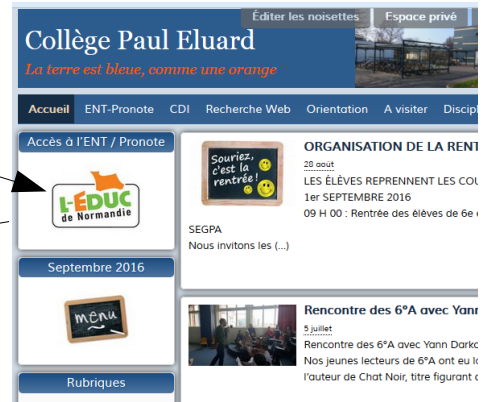 Éditer les noisettes Espace privé
Collège Paul Eluard
La terre est bleue, comme une orange
Accueil ENT-Pronote CDI Recherche Web Orientation A visiter
Accès à l'ENT / Pronote
L-EDUC
de Normandie
Septembre 2016
menu
Rubriques
Souriez,
c'est la
rentrée !
ORGANISATION DE LA
28 août
LES ÉLÈVES REPRENNENT LES
1er SEPTEMBRE 2016
09 H 00 : Rentrée des élèves de 6e
SEGPA
Nous invitons les (...)
Rencontre des 6°A avec
5 juillet
Rencontre des 6°A avec Yann
Nos jeunes lecteurs de 6°A ont eu
l'auteur de Chat Noir, titre figurant